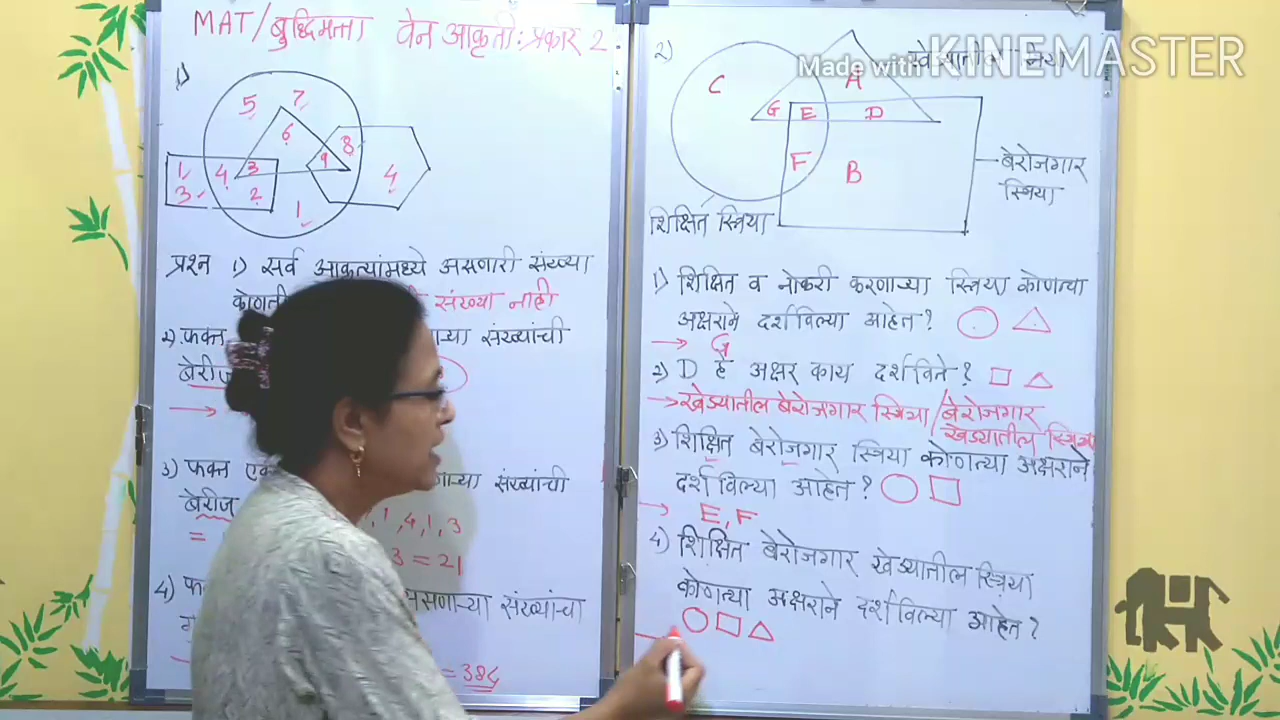 MAT/बुध्दिमत्ता वेन आकृती: प्रकार 2
1)
5 7
6
8
1 4 3 9 4
3 2
1
प्रश्न 1) सर्व आकृत्यांमध्ये असणारी संख्या
संख्या नाही
2) फक्त संख्यांची
बेरीज
3) फक्त संख्यांची
बेरीज , 1, 4, 1, 3
= 3 = 21
4) असणाऱ्या संख्यांचा
= 384
2)
Made with KINEMASTER
C A
G E D
F B
बेरोजगार
स्त्रिया
शिक्षित स्त्रिया
1) शिक्षित व नोकरी करणाऱ्या स्त्रिया कोणत्या
अक्षराने दर्शविल्या आहेत?
→ G
2) D हे अक्षर काय दर्शविते?
→ खेड्यातील बेरोजगार स्त्रिया/बेरोजगार
खेड्यातील स्त्रिया
3) शिक्षित बेरोजगार स्त्रिया कोणत्या अक्षराने
दर्शविल्या आहेत?
→ E, F
4) शिक्षित बेरोजगार खेड्यातील स्त्रिया
कोणत्या अक्षराने दर्शविल्या आहेत?